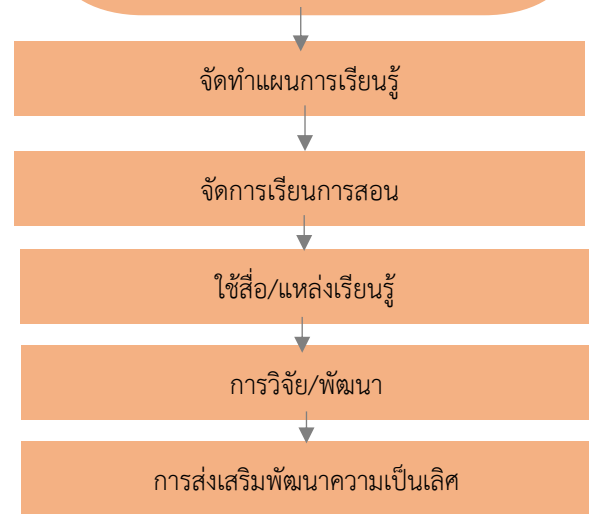 จัดทำแผนการเรียนรู้
จัดการเรียนการสอน
ใช้สื่อ/แหล่งเรียนรู้
การวิจัย/พัฒนา
การส่งเสริมพัฒนาความเป็นเลิศ